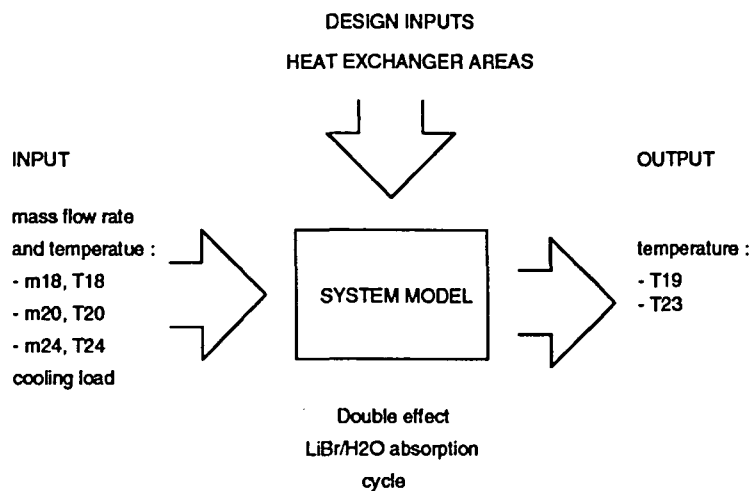 DESIGN INPUTS
HEAT EXCHANGER AREAS
INPUT
mass flow rate
and temperatue :
- m18, T18
- m20, T20
- m24, T24
cooling load
SYSTEM MODEL
OUTPUT
temperature :
- T19
- T23
Double effect
LiBr/H2O absorption
cycle